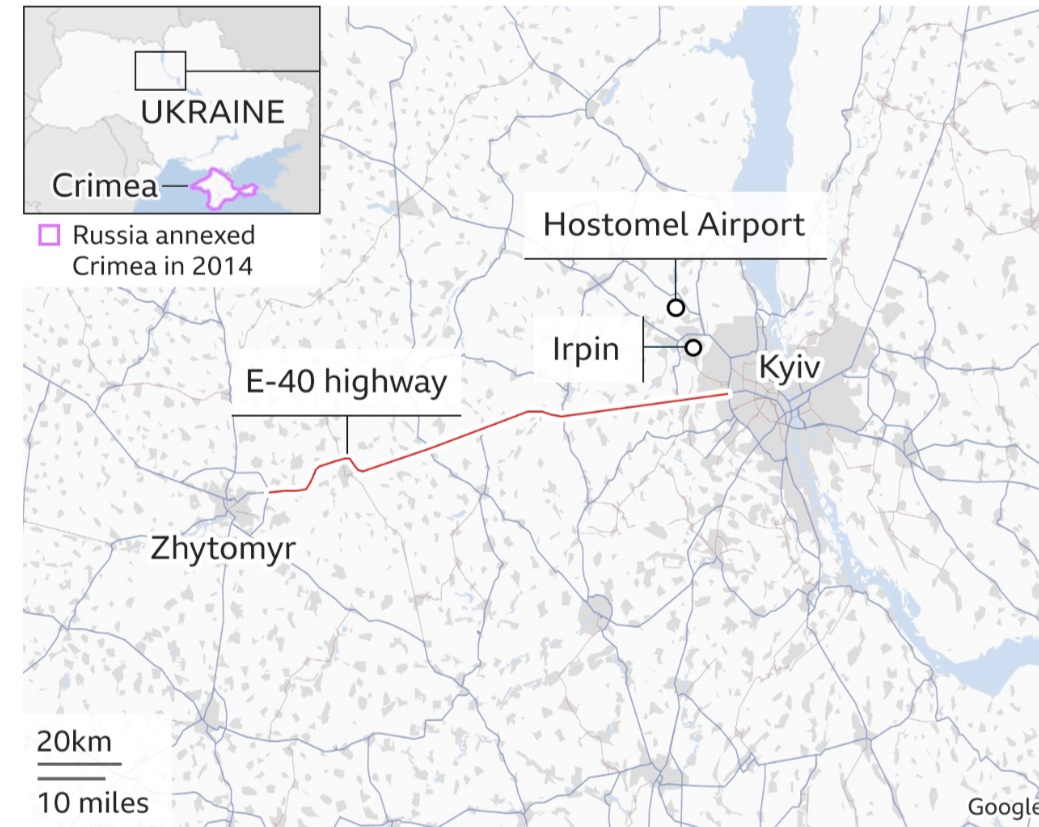 UKRAINE
Crimea
Russia annexed
Crimea in 2014
Hostomel Airport
Irpin
Kyiv
E-40 highway
Zhytomyr
20km
10 miles
Google